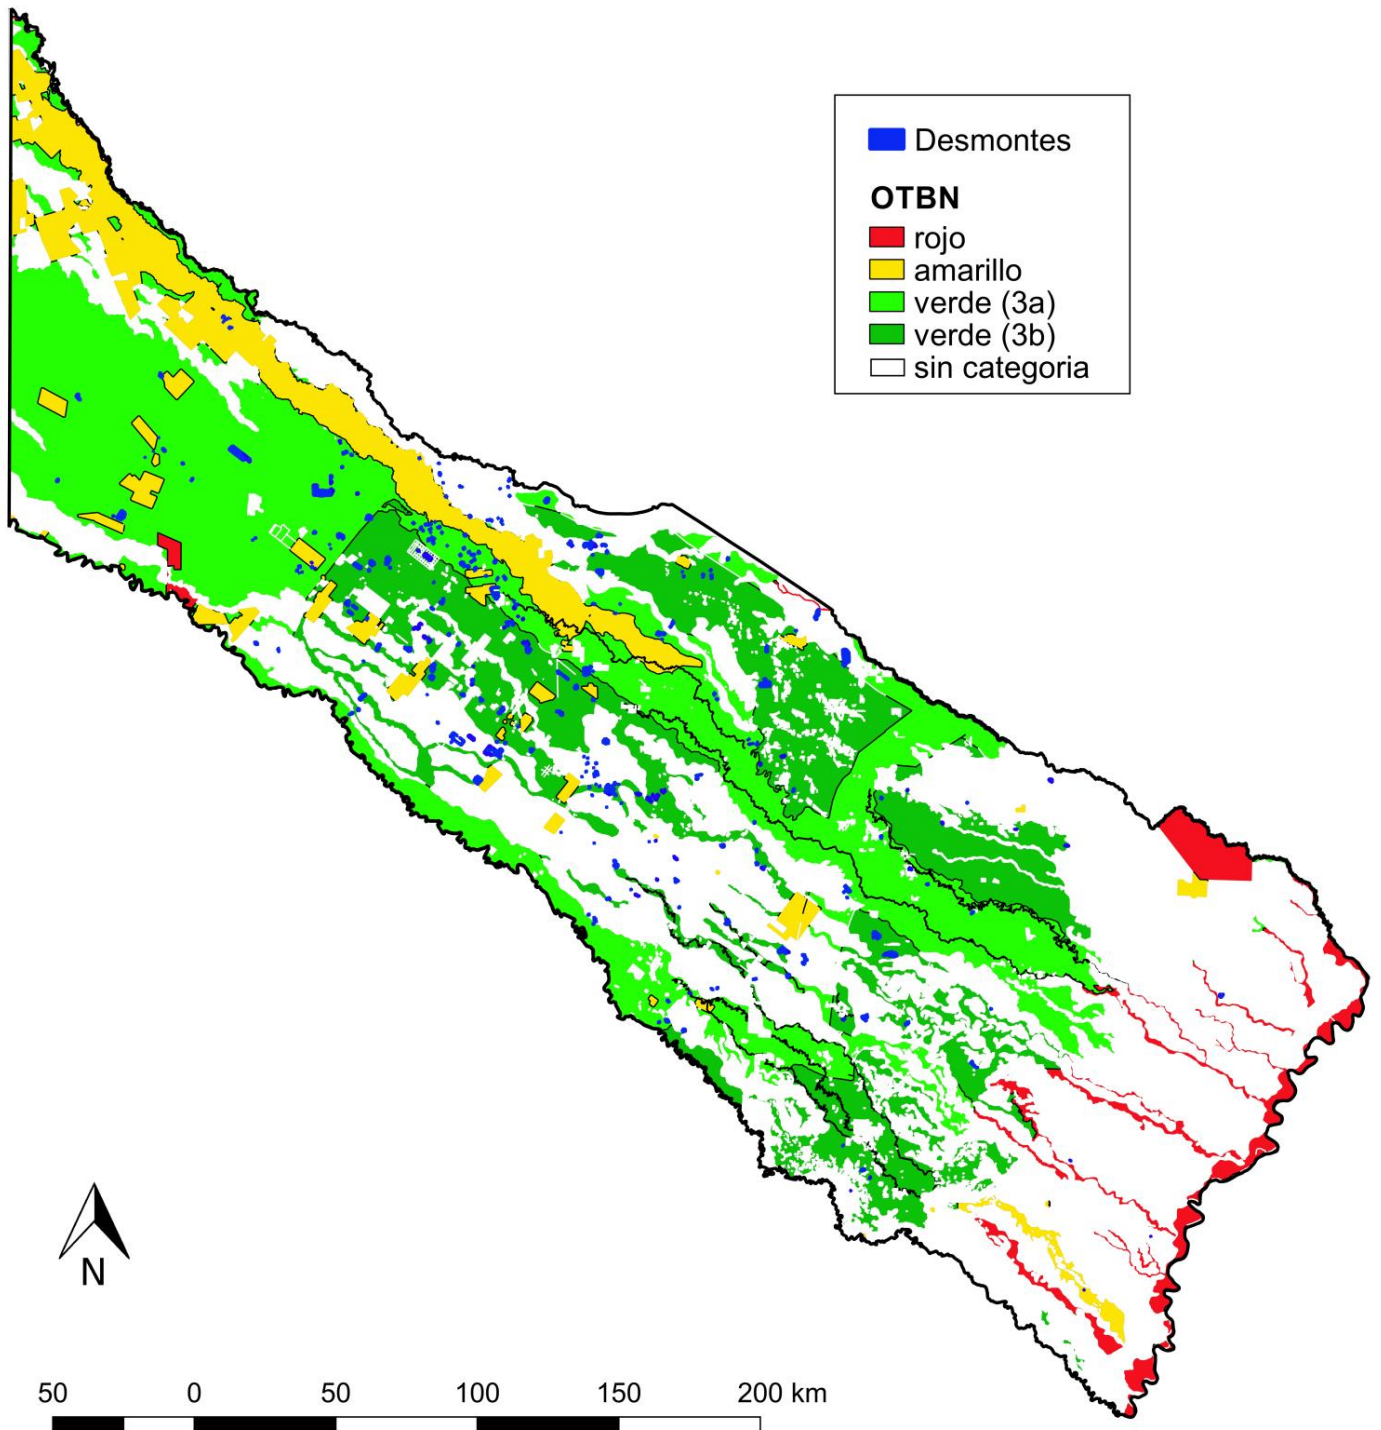 Desmontes
OTBN
rojo
amarillo
verde (3a)
verde (3b)
sin categoria
N
50 0 50 100 150 200 km